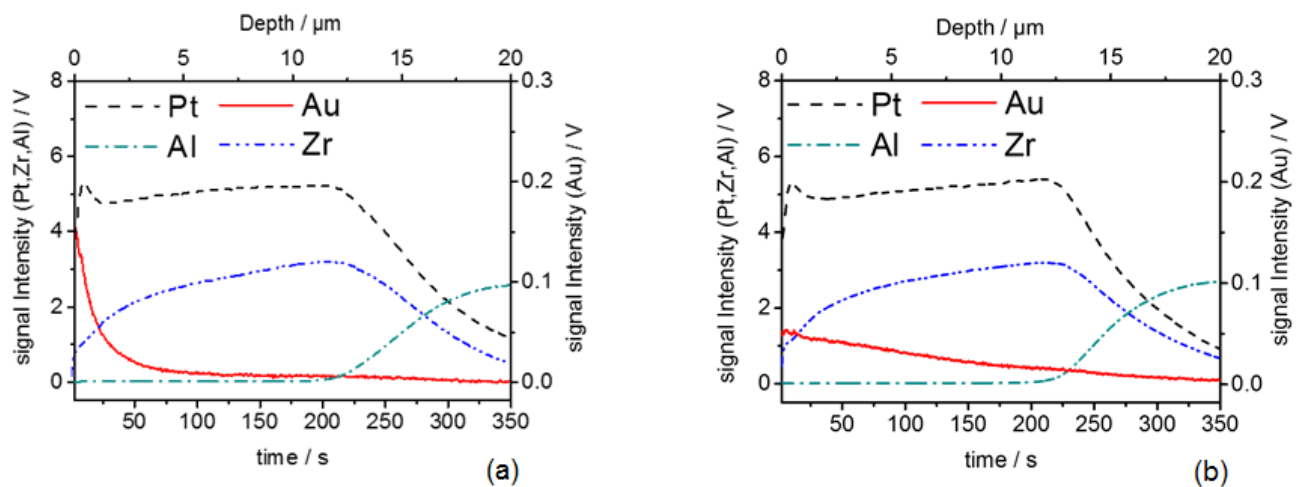 Depth / µm
0 5 10 15 20
signal Intensity (Pt,Zr,Al) / V
8
6
4
2
0
Pt Au
Al Zr
0.3
0.2
0.1
0.0
signal Intensity (Au) / V
50 100 150 200 250 300 350
time / s
(a)
Depth / µm
0 5 10 15 20
signal Intensity (Pt,Zr,Al) / V
8
6
4
2
0
Pt Au
Al Zr
0.3
0.2
0.1
0.0
signal Intensity (Au) / V
50 100 150 200 250 300 350
time / s
(b)